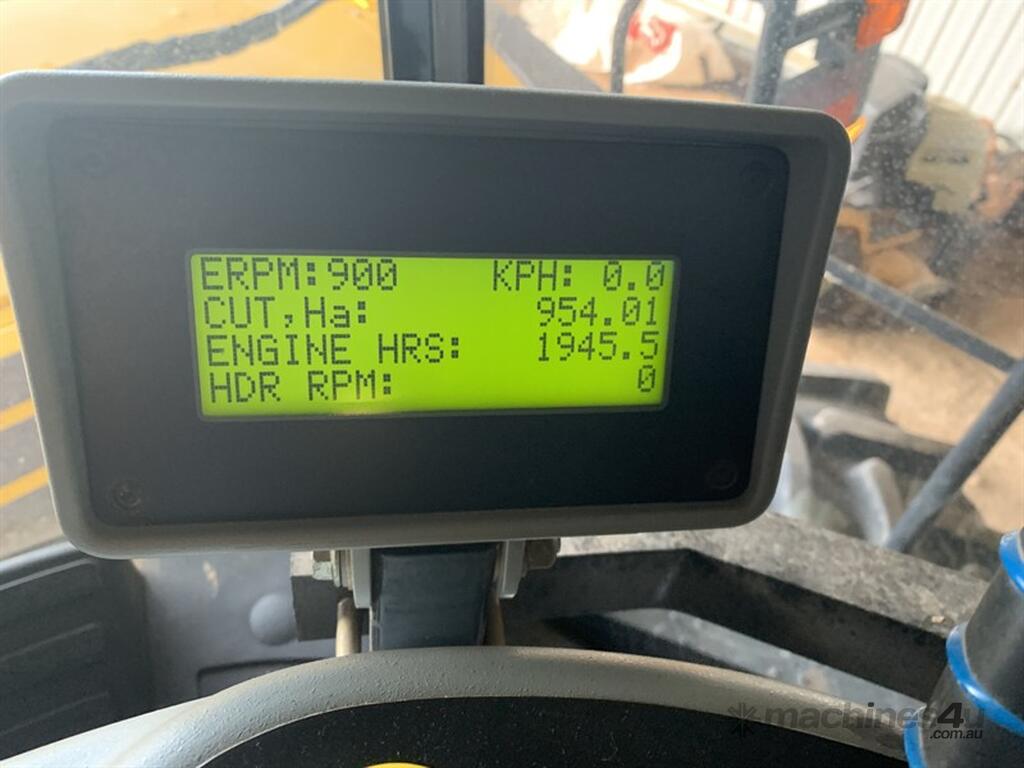 ERPM:900 KPH: 0.0
CUT,Ha: 954.01
ENGINE HRS: 1945.5
HDR RPM: 0
machines4u
.com.au